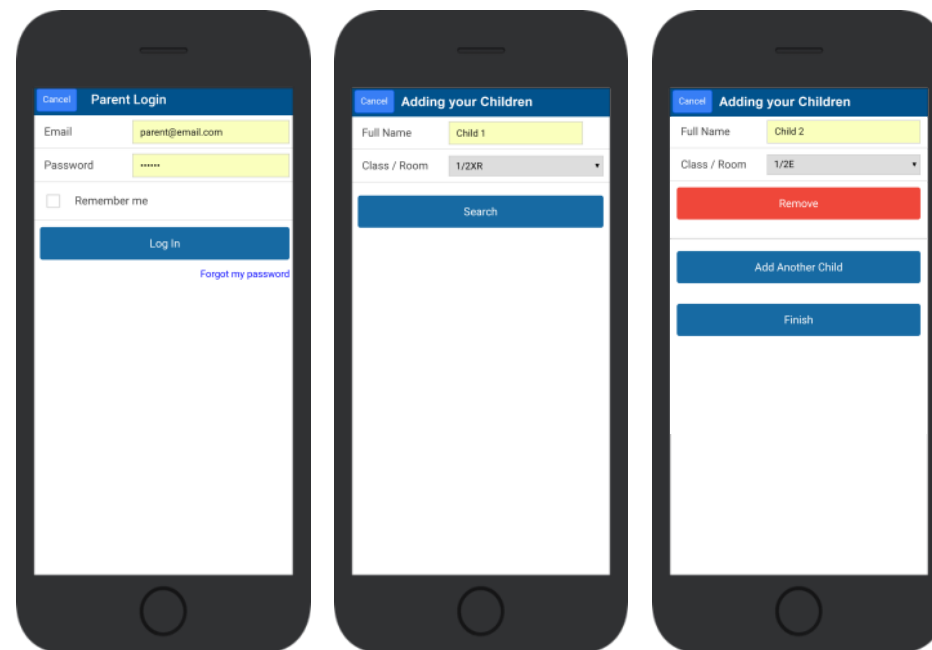 Cancel Parent Login
Email parent@email.com
Password ······
Remember me
Log In
Forgot my password
Cancel Adding your Children
Full Name Child 1
Class / Room 1/2XR
Search
Cancel Adding your Children
Full Name Child 2
Class / Room 1/2E
Remove
Add Another Child
Finish